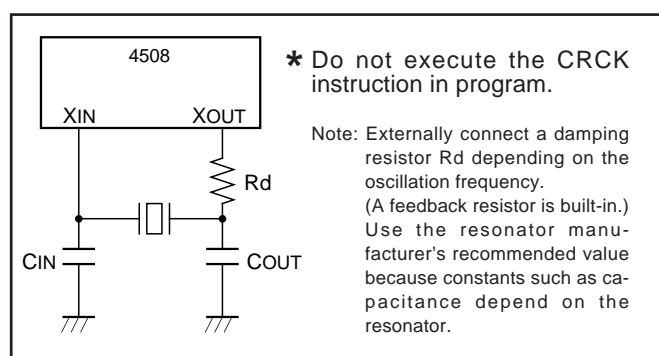 4508
XIN
XOUT
Rd
CIN
COUT
* Do not execute the CRCK
instruction in program.
Note: Externally connect a damping
resistor Rd depending on the
oscillation frequency.
(A feedback resistor is built-in.)
Use the resonator manu-
facturer's recommended value
because constants such as ca-
pacitance depend on the
resonator.